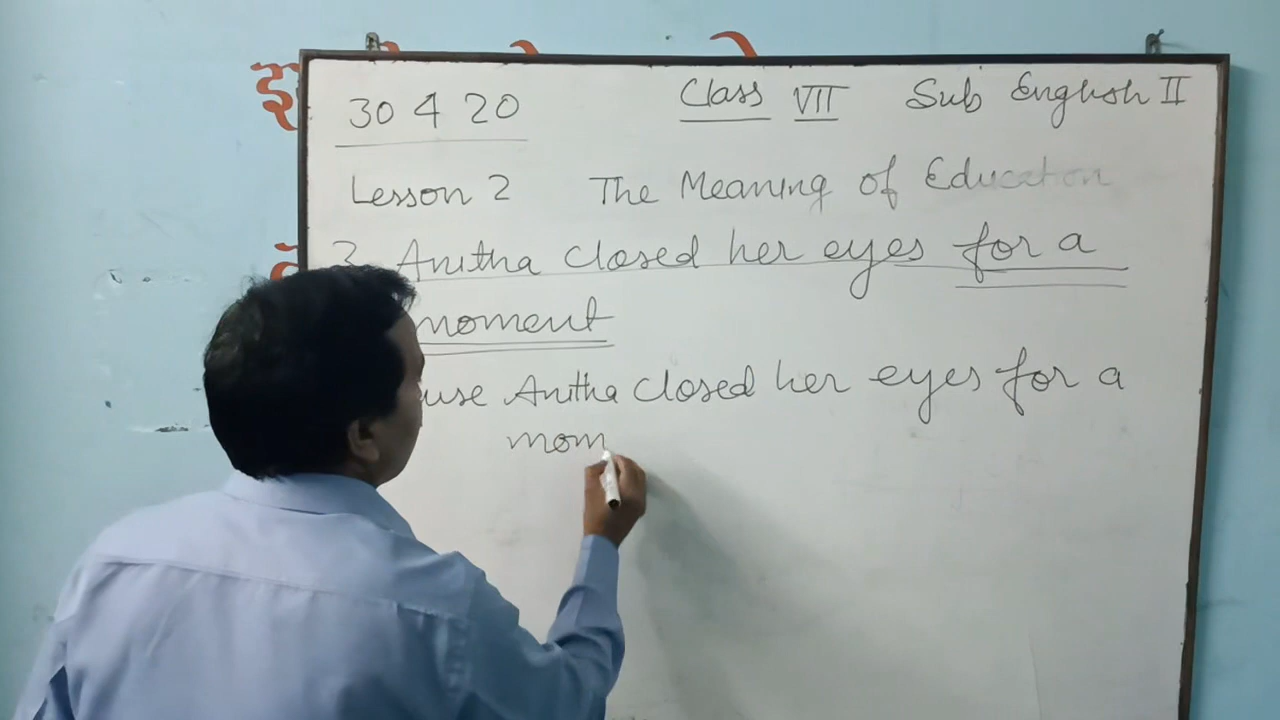 30 4 20 Class VII Sub English II
Lesson 2 The Meaning of Education
3 Anitha closed her eyes for a
moment
use Anitha closed her eyes for a
mom